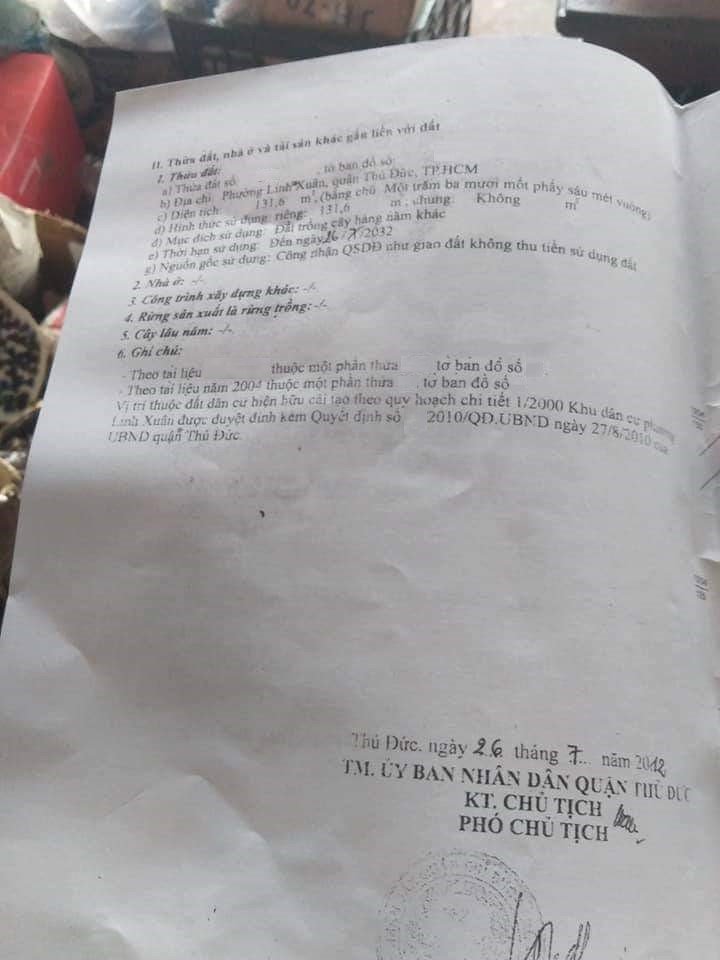 II. Thửa đất, nhà ở và tài sản khác gắn liền với đất
1. Thửa đất:
a) Thửa đất số , tờ bản đồ số
b) Địa chỉ: Phường Linh Xuân, quận Thủ Đức, TP.HCM
c) Diện tích: 131,6 m², (bằng chữ: Một trăm ba mươi mốt phẩy sáu mét vuông)
d) Hình thức sử dụng: riêng: 131,6 m², chung: Không m²
đ) Mục đích sử dụng: Đất trồng cây hàng năm khác
e) Thời hạn sử dụng: Đến ngày 26/7/2032
g) Nguồn gốc sử dụng: Công nhận QSDĐ như giao đất không thu tiền sử dụng đất
2. Nhà ở: -/-
3. Công trình xây dựng khác: -/-
4. Rừng sản xuất là rừng trồng: -/-
5. Cây lâu năm: -/-
6. Ghi chú:
- Theo tài liệu thuộc một phần thửa tờ bản đồ số
- Theo tài liệu năm 2004 thuộc một phần thửa , tờ bản đồ số
Vị trí thuộc đất dân cư hiện hữu cải tạo theo quy hoạch chi tiết 1/2000 Khu dân cư phường
Linh Xuân được duyệt đính kèm Quyết định số 2010/QĐ.UBND ngày 27/8/2010 của
UBND quận Thủ Đức.
Thủ Đức, ngày 26 tháng 7 năm 2012
TM. ỦY BAN NHÂN DÂN QUẬN THỦ ĐỨC
KT. CHỦ TỊCH
PHÓ CHỦ TỊCH